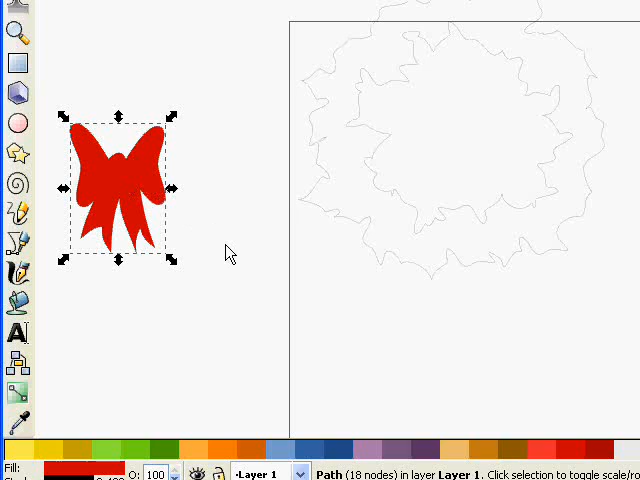 A
Fill:
O: 100
•Layer 1
Path (18 nodes) in layer Layer 1. Click selection to toggle scale/ro